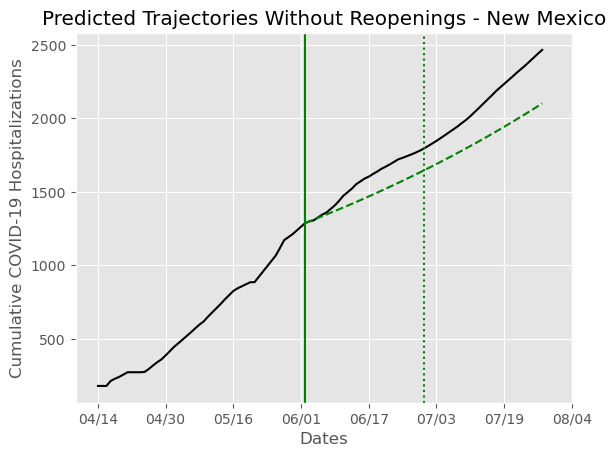 Predicted Trajectories Without Reopenings - New Mexico
Cumulative COVID-19 Hospitalizations
2500
2000
1500
1000
500
04/14 04/30 05/16 06/01 06/17 07/03 07/19 08/04
Dates